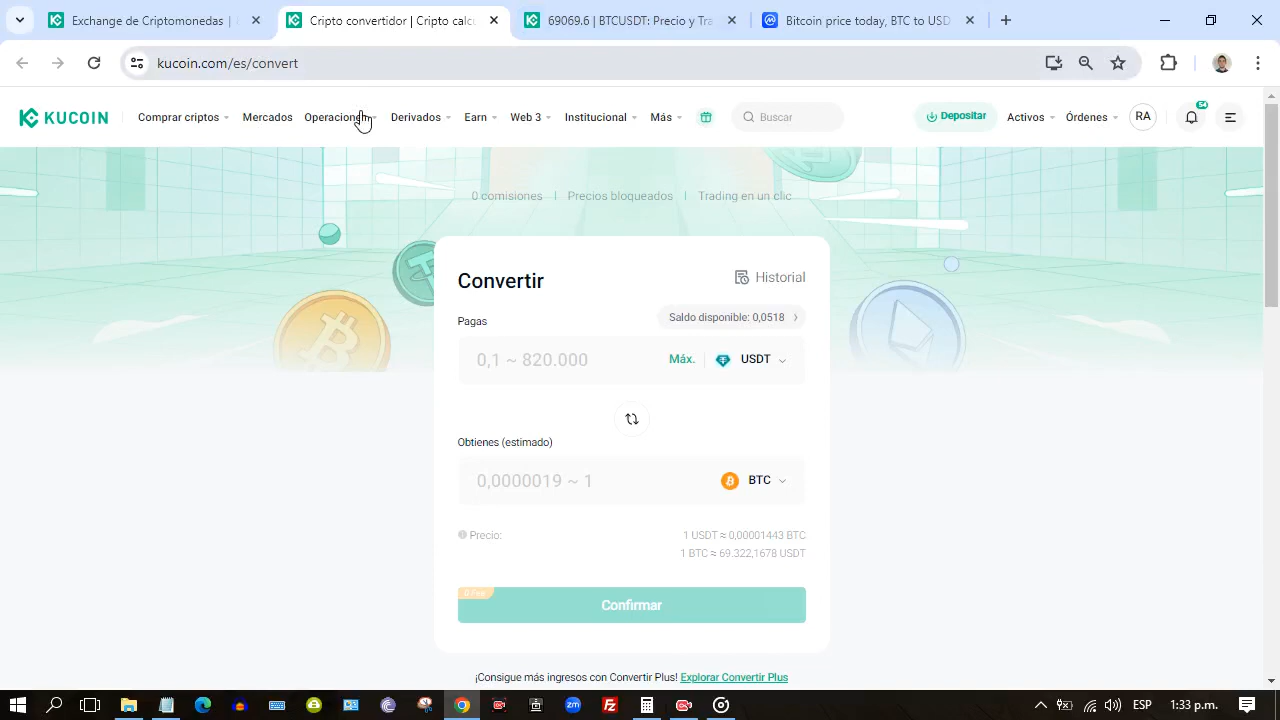 Exchange de Criptomonedas |
Cripto convertidor | Cripto calcu
69069.6 | BTCUSDT: Precio y Tra
Bitcoin price today, BTC to USD
kucoin.com/es/convert
KUCOIN
Comprar criptos
Mercados
Derivados
Earn
Web 3
Institucional
Más
Buscar
Depositar
Activos
Órdenes
RA
54
0 comisiones | Precios bloqueados | Trading en un clic
Convertir
Historial
Pagas
Saldo disponible: 0,0518
0,1 ~ 820.000
Máx.
USDT
Obtienes (estimado)
0,0000019 ~ 1
BTC
Precio:
1 USDT ≈ 0,00001443 BTC
1 BTC ≈ 69.322,1678 USDT
0 Fee
Confirmar
¡Consigue más ingresos con Convertir Plus! Explorar Convertir Plus
ESP
1:33 p.m.